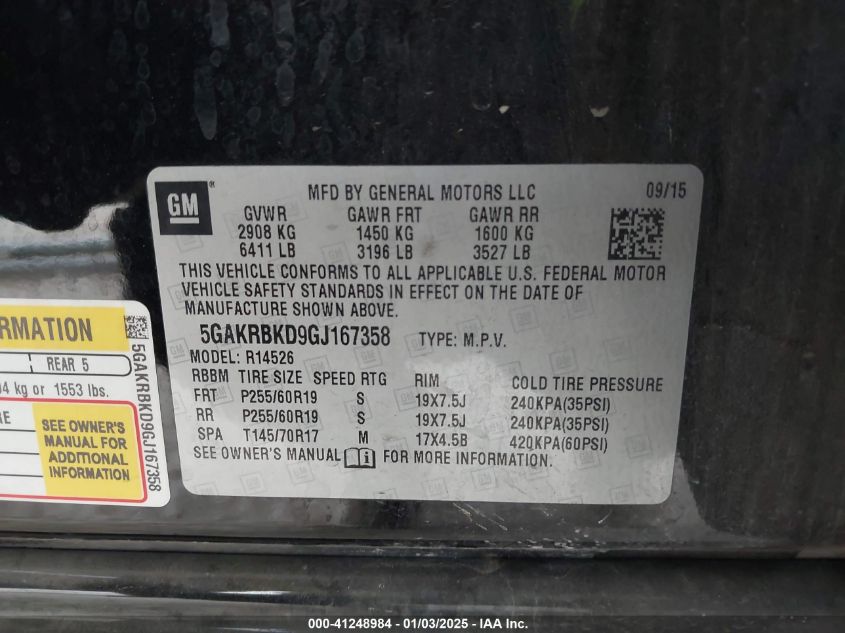 GM
MFD BY GENERAL MOTORS LLC 09/15
GVWR GAWR FRT GAWR RR
2908 KG 1450 KG 1600 KG
6411 LB 3196 LB 3527 LB
THIS VEHICLE CONFORMS TO ALL APPLICABLE U.S. FEDERAL MOTOR
VEHICLE SAFETY STANDARDS IN EFFECT ON THE DATE OF
MANUFACTURE SHOWN ABOVE.
5GAKRBKD9GJ167358 TYPE: M.P.V.
MODEL: R14526
RBBM TIRE SIZE SPEED RTG RIM COLD TIRE PRESSURE
FRT P255/60R19 S 19X7.5J 240KPA(35PSI)
RR P255/60R19 S 19X7.5J 240KPA(35PSI)
SPA T145/70R17 M 17X4.5B 420KPA(60PSI)
SEE OWNER'S MANUAL FOR MORE INFORMATION.
REAR 5
kg or 1553 lbs.
SEE OWNER'S
MANUAL FOR
ADDITIONAL
INFORMATION
5GAKRBKD9GJ167358
000-41248984 - 01/03/2025 - IAA Inc.